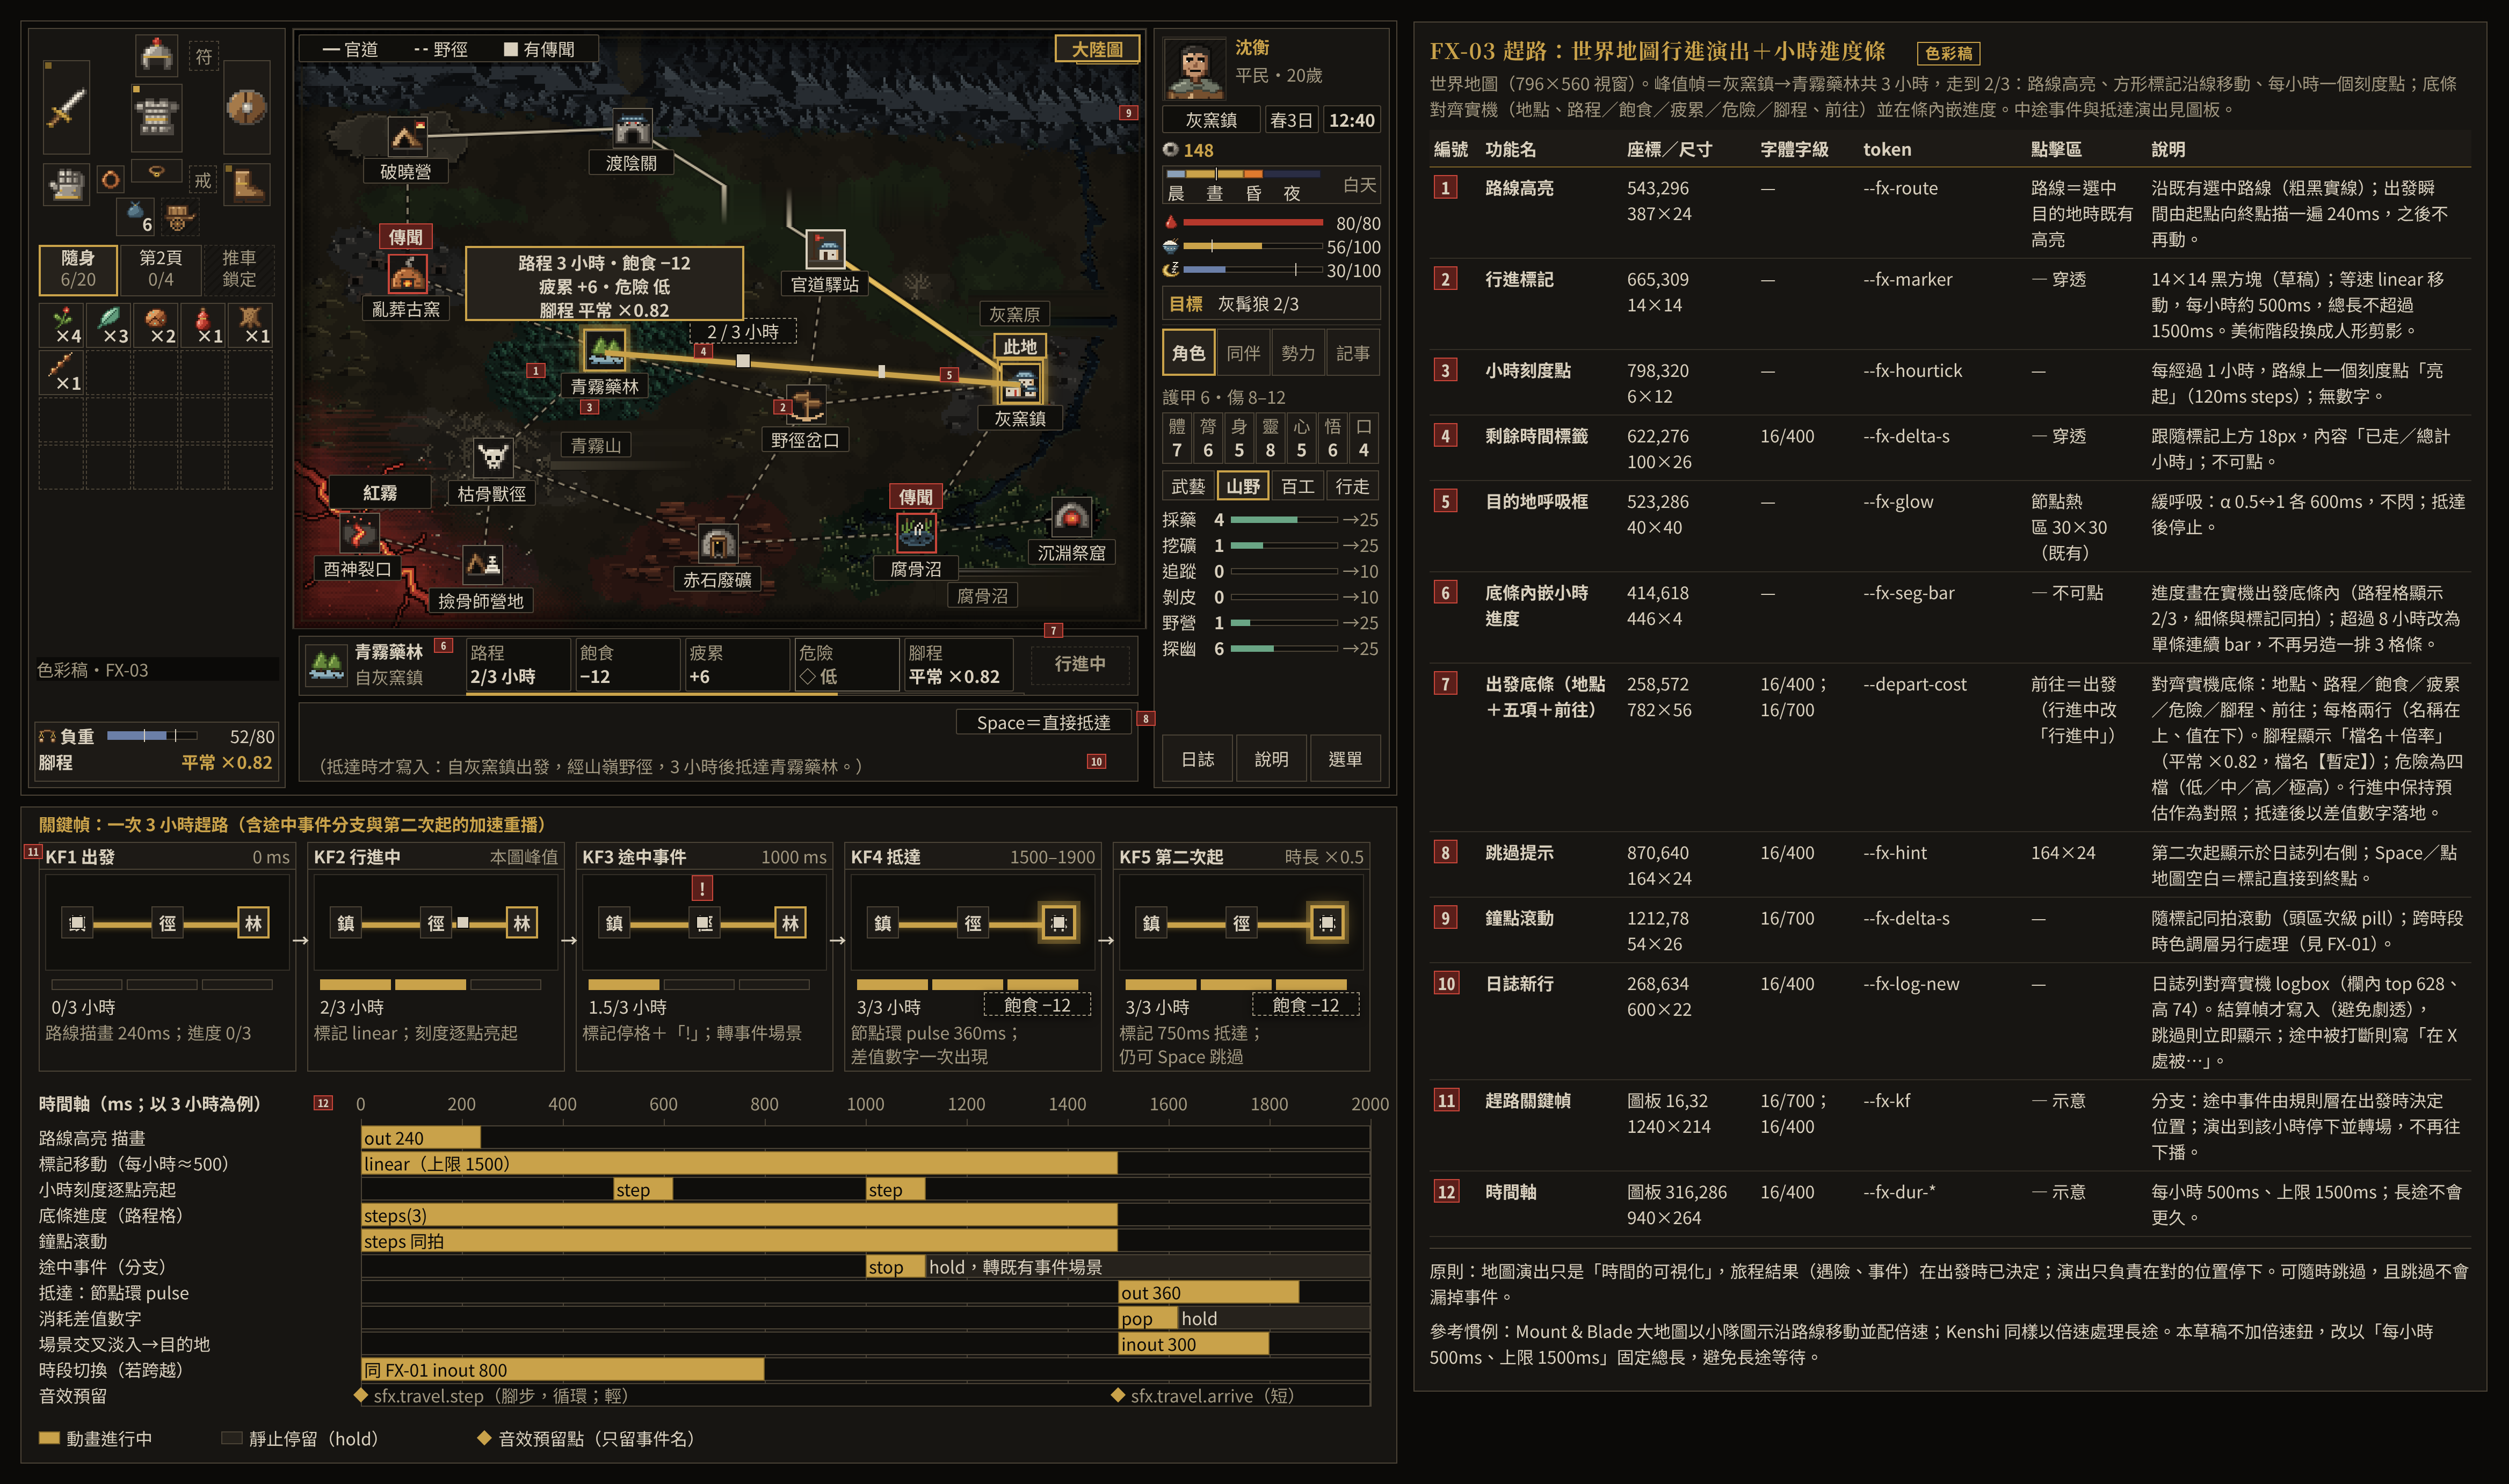 符
戒
6
隨身
6/20
第2頁
0/4
推車
鎖定
×4
×3
×2
×1
×1
×1
色彩稿・FX-03
負重
52/80
腳程
平常 ×0.82
官道
野徑
有傳聞
大陸圖
9
破曉營
渡陰關
傳聞
亂葬古窯
路程 3 小時・飽食 −12
疲累 +6・危險 低
腳程 平常 ×0.82
官道驛站
灰窯原
2 / 3 小時
此地
4
1
5
青霧藥林
3
2
灰窯鎮
野徑岔口
青霧山
紅霧
枯骨獸徑
傳聞
酉神裂口
撿骨師營地
赤石廢礦
腐骨沼
沉淵祭窟
腐骨沼
7
青霧藥林
6
自灰窯鎮
路程
2/3 小時
飽食
−12
疲累
+6
危險
◇ 低
腳程
平常 ×0.82
行進中
Space＝直接抵達
8
（抵達時才寫入：自灰窯鎮出發，經山嶺野徑，3 小時後抵達青霧藥林。）
10
沈衡
平民・20歲
灰窯鎮
春3日
12:40
148
晨 晝 昏 夜
白天
80/80
56/100
30/100
目標 灰鬃狼 2/3
角色
同伴
勢力
記事
護甲 6・傷 8–12
體 膂 身 靈 心 悟 口
7 6 5 8 5 6 4
武藝
山野
百工
行走
採藥 4 →25
挖礦 1 →25
追蹤 0 →10
剝皮 0 →10
野營 1 →25
探幽 6 →25
日誌
說明
選單
關鍵幀：一次 3 小時趕路（含途中事件分支與第二次起的加速重播）
11
KF1 出發 0 ms
徑 林
0/3 小時
路線描畫 240ms；進度 0/3
→
KF2 行進中 本圖峰值
鎮 徑 林
2/3 小時
標記 linear；刻度逐點亮起
→
KF3 途中事件 1000 ms
!
鎮 林
1.5/3 小時
標記停格＋「!」；轉事件場景
→
KF4 抵達 1500–1900
鎮 徑
3/3 小時
飽食 −12
節點環 pulse 360ms；
差值數字一次出現
→
KF5 第二次起 時長 ×0.5
鎮 徑
3/3 小時
飽食 −12
標記 750ms 抵達；
仍可 Space 跳過
時間軸（ms；以 3 小時為例）
12
0 200 400 600 800 1000 1200 1400 1600 1800 2000
路線高亮 描畫
out 240
標記移動（每小時≈500）
linear（上限 1500）
小時刻度逐點亮起
step
step
底條進度（路程格）
steps(3)
鐘點滾動
steps 同拍
途中事件（分支）
stop
hold，轉既有事件場景
抵達：節點環 pulse
out 360
消耗差值數字
pop
hold
場景交叉淡入→目的地
inout 300
時段切換（若跨越）
同 FX-01 inout 800
音效預留
sfx.travel.step（腳步，循環；輕）
sfx.travel.arrive（短）
動畫進行中
靜止停留（hold）
音效預留點（只留事件名）
FX-03 趕路：世界地圖行進演出＋小時進度條
色彩稿
世界地圖（796×560 視窗）。峰值幀＝灰窯鎮→青霧藥林共 3 小時，走到 2/3：路線高亮、方形標記沿線移動、每小時一個刻度點；底條
對齊實機（地點、路程／飽食／疲累／危險／腳程、前往）並在條內嵌進度。中途事件與抵達演出見圖板。
編號 功能名 座標／尺寸 字體字級 token 點擊區 說明
1 路線高亮 543,296 — --fx-route 路線＝選中 沿既有選中路線（粗黑實線）；出發瞬
387×24 目的地時既有 間由起點向終點描一遍 240ms，之後不
高亮 再動。
2 行進標記 665,309 — --fx-marker — 穿透 14×14 黑方塊（草稿）；等速 linear 移
14×14 動，每小時約 500ms，總長不超過
1500ms。美術階段換成人形剪影。
3 小時刻度點 798,320 — --fx-hourtick — 每經過 1 小時，路線上一個刻度點「亮
6×12 起」（120ms steps）；無數字。
4 剩餘時間標籤 622,276 16/400 --fx-delta-s — 穿透 跟隨標記上方 18px，內容「已走／總計
100×26 小時」；不可點。
5 目的地呼吸框 523,286 — --fx-glow 節點熱 緩呼吸：α 0.5↔1 各 600ms，不閃；抵達
40×40 區 30×30 後停止。
（既有）
6 底條內嵌小時 414,618 — --fx-seg-bar — 不可點 進度畫在實機出發底條內（路程格顯示
進度 446×4 2/3，細條與標記同拍）；超過 8 小時改為
單條連續 bar，不再另造一排 3 格條。
7 出發底條（地點 258,572 16/400； --depart-cost 前往＝出發 對齊實機底條：地點、路程／飽食／疲累
＋五項＋前往） 782×56 16/700 （行進中改 ／危險／腳程、前往；每格兩行（名稱在
「行進中」） 上、值在下）。腳程顯示「檔名＋倍率」
（平常 ×0.82，檔名【暫定】）；危險為四
檔（低／中／高／極高）。行進中保持預
估作為對照；抵達後以差值數字落地。
8 跳過提示 870,640 16/400 --fx-hint 164×24 第二次起顯示於日誌列右側；Space／點
164×24 地圖空白＝標記直接到終點。
9 鐘點滾動 1212,78 16/700 --fx-delta-s — 隨標記同拍滾動（頭區次級 pill）；跨時段
54×26 時色調層另行處理（見 FX-01）。
10 日誌新行 268,634 16/400 --fx-log-new — 日誌列對齊實機 logbox（欄內 top 628、
600×22 高 74）。結算幀才寫入（避免劇透），
跳過則立即顯示；途中被打斷則寫「在 X
處被…」。
11 趕路關鍵幀 圖板 16,32 16/700； --fx-kf — 示意 分支：途中事件由規則層在出發時決定
1240×214 16/400 位置；演出到該小時停下並轉場，不再往
下播。
12 時間軸 圖板 316,286 16/400 --fx-dur-* — 示意 每小時 500ms、上限 1500ms；長途不會
940×264 更久。
原則：地圖演出只是「時間的可視化」，旅程結果（遇險、事件）在出發時已決定；演出只負責在對的位置停下。可隨時跳過，且跳過不會
漏掉事件。
參考慣例：Mount & Blade 大地圖以小隊圖示沿路線移動並配倍速；Kenshi 同樣以倍速處理長途。本草稿不加倍速鈕，改以「每小時
500ms、上限 1500ms」固定總長，避免長途等待。